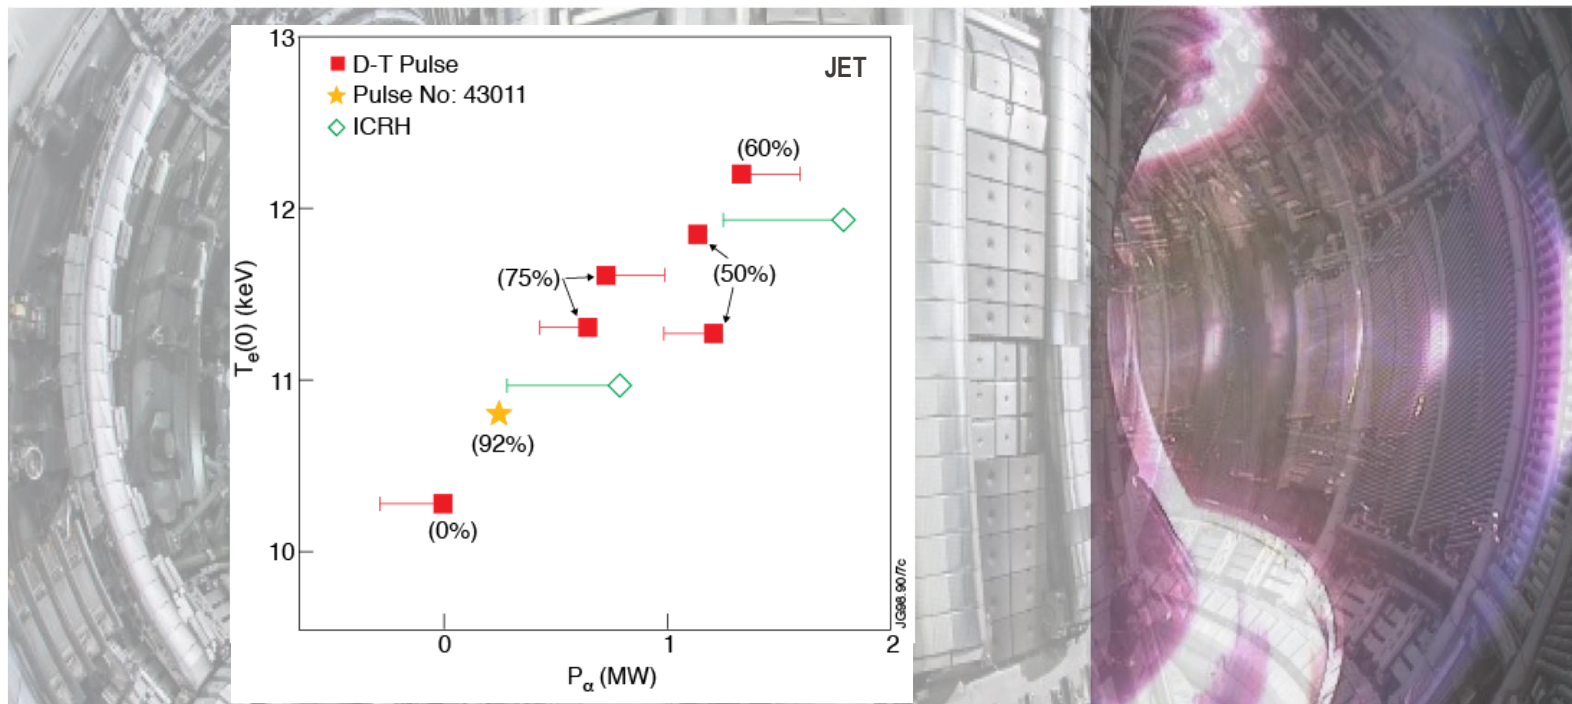 13
D-T Pulse
JET
Pulse No: 43011
ICRH
(60%)
12
(75%)
(50%)
Te(0) (keV)
11
(92%)
(0%)
10
JG98.90/7c
0
1
2
Pα (MW)